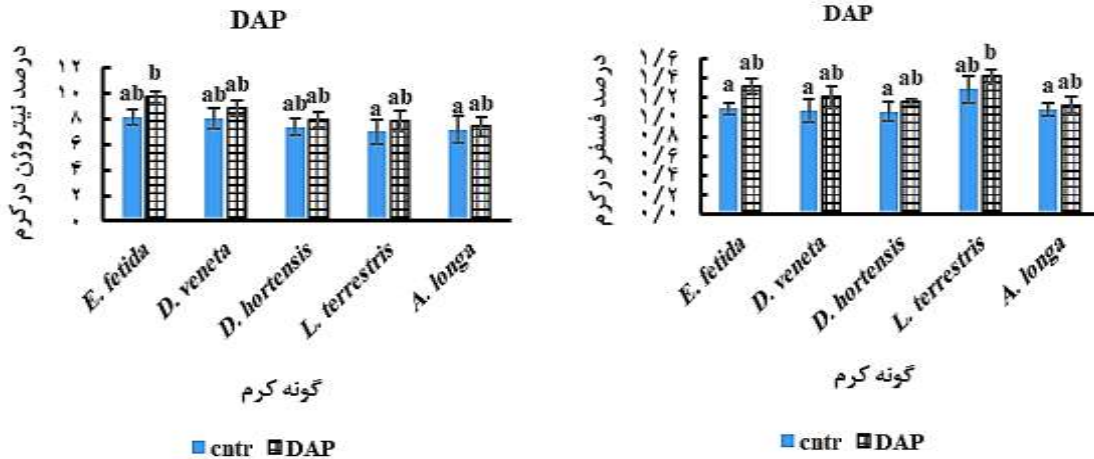 DAP
درصد نیتروژن در کرم
۱۲
۱۰
۸
۶
۴
۲
۰
ab b ab ab ab ab a ab a ab
E. fetida
D. veneta
D. hortensis
L. terrestris
A. longa
گونه کرم
cntr DAP
DAP
درصد فسفر در کرم
۱/۶
۱/۴
۱/۲
۱/۰
۰/۸
۰/۶
۰/۴
۰/۲
۰/۰
a ab a ab a ab ab b a ab
E. fetida
D. veneta
D. hortensis
L. terrestris
A. longa
گونه کرم
cntr DAP